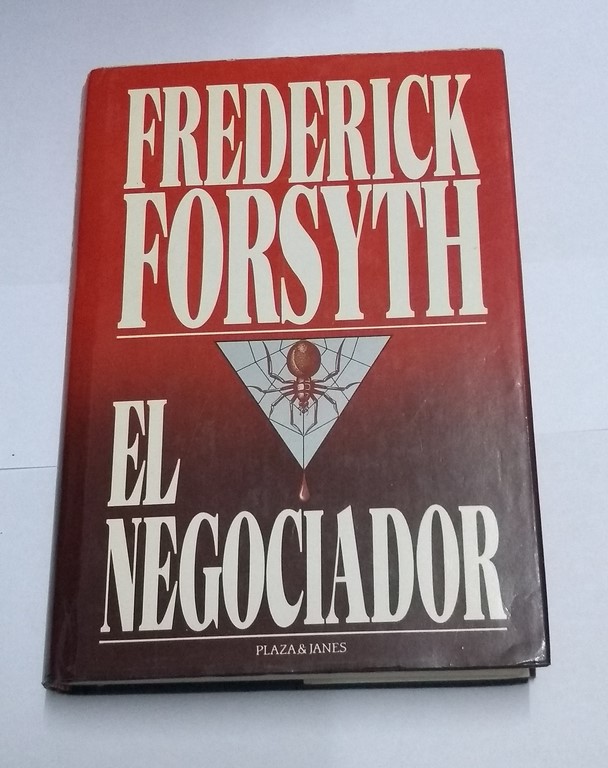 FREDERICK
FORSYTH
EL
NEGOCIADOR
PLAZA & JANES